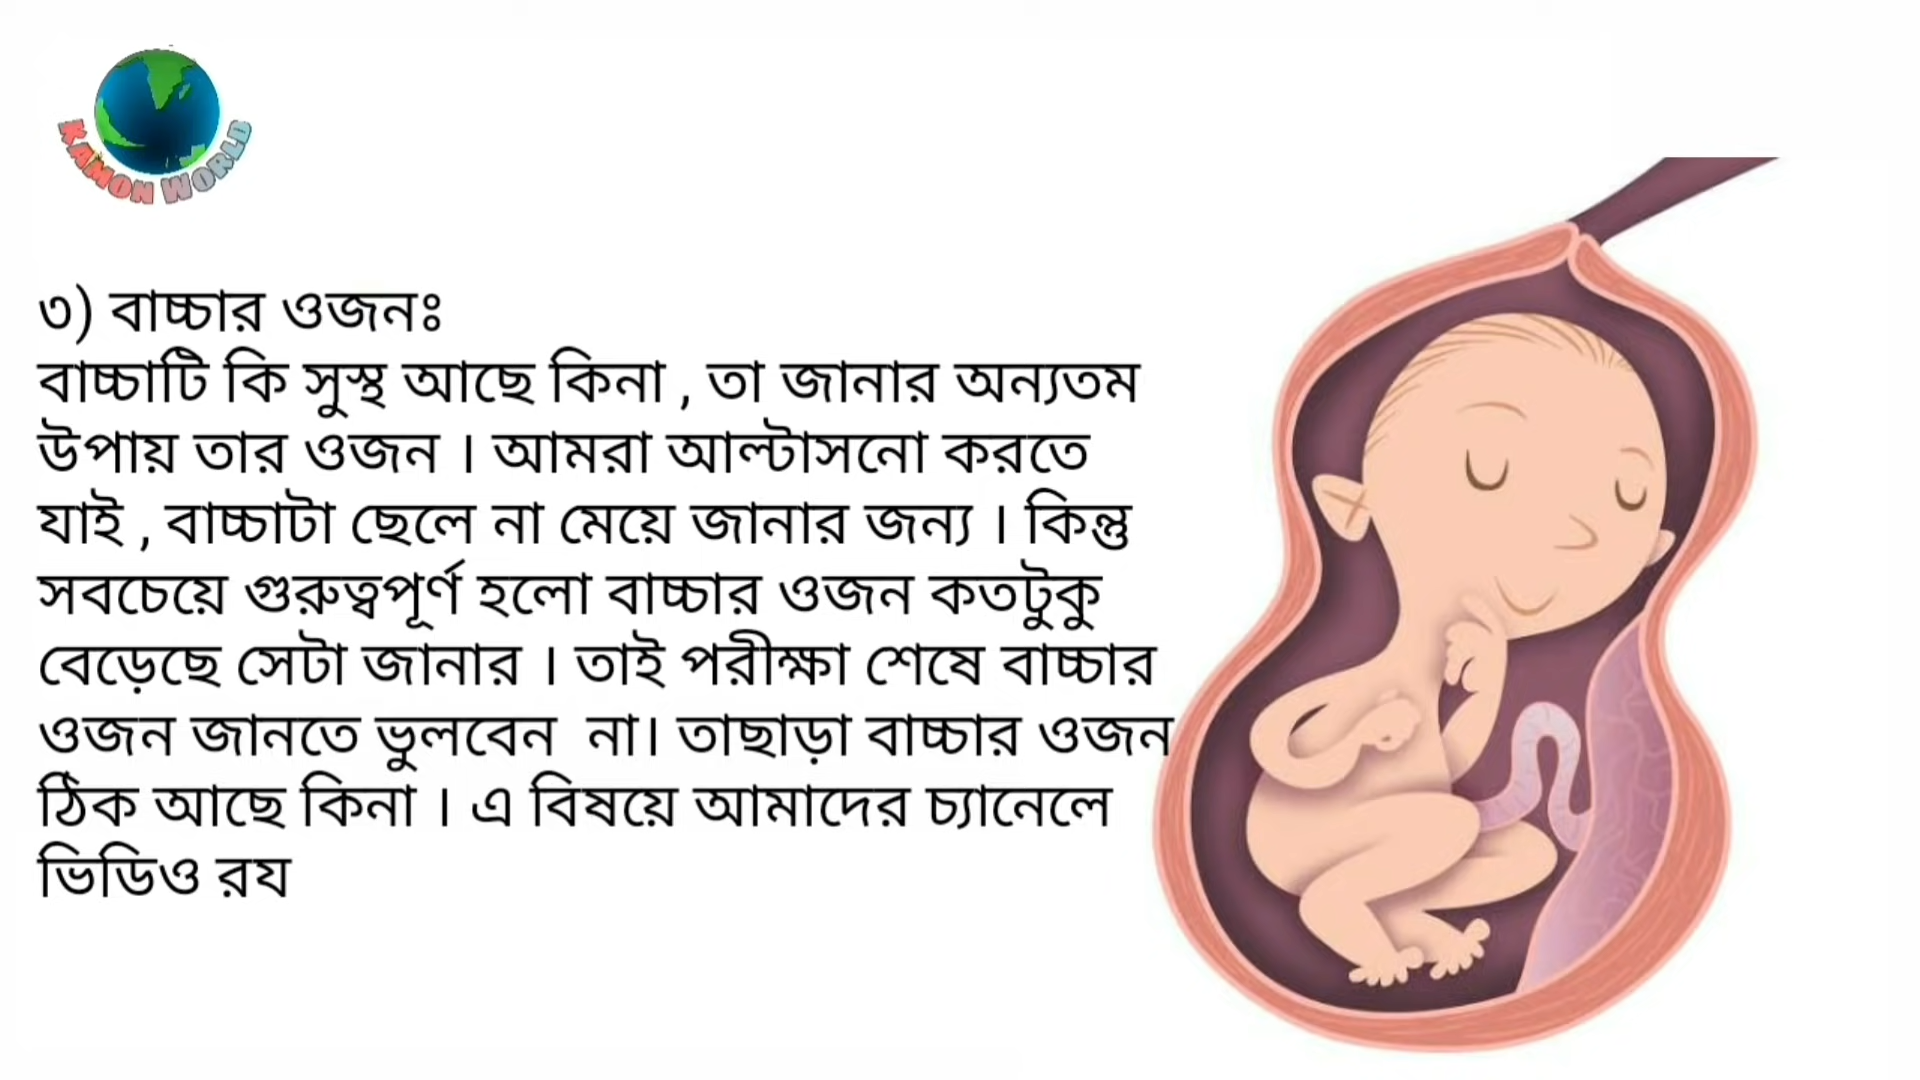 KAMON WORLD
৩) বাচ্চার ওজনঃ
বাচ্চাটি কি সুস্থ আছে কিনা , তা জানার অন্যতম
উপায় তার ওজন । আমরা আল্টাসনো করতে
যাই , বাচ্চাটা ছেলে না মেয়ে জানার জন্য । কিন্তু
সবচেয়ে গুরুত্বপূর্ণ হলো বাচ্চার ওজন কতটুকু
বেড়েছে সেটা জানার । তাই পরীক্ষা শেষে বাচ্চার
ওজন জানতে ভুলবেন  না। তাছাড়া বাচ্চার ওজন
ঠিক আছে কিনা । এ বিষয়ে আমাদের চ্যানেলে
ভিডিও রয